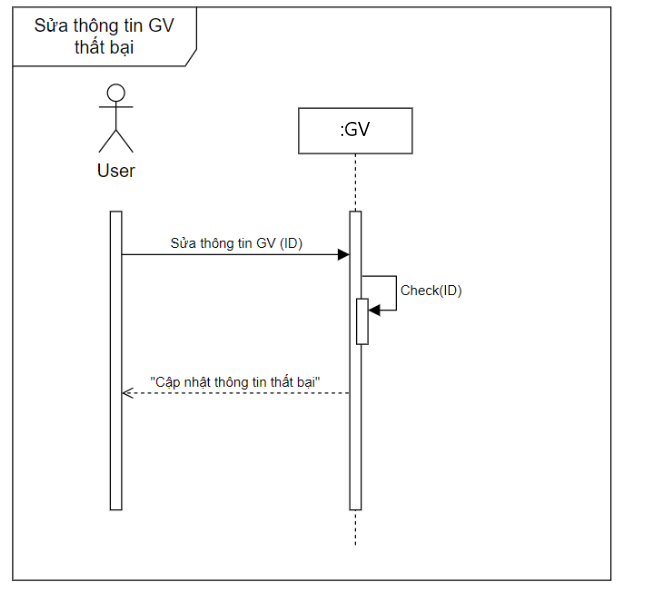 Sửa thông tin GV
thất bại
User
:GV
Sửa thông tin GV (ID)
Check(ID)
"Cập nhật thông tin thất bại"